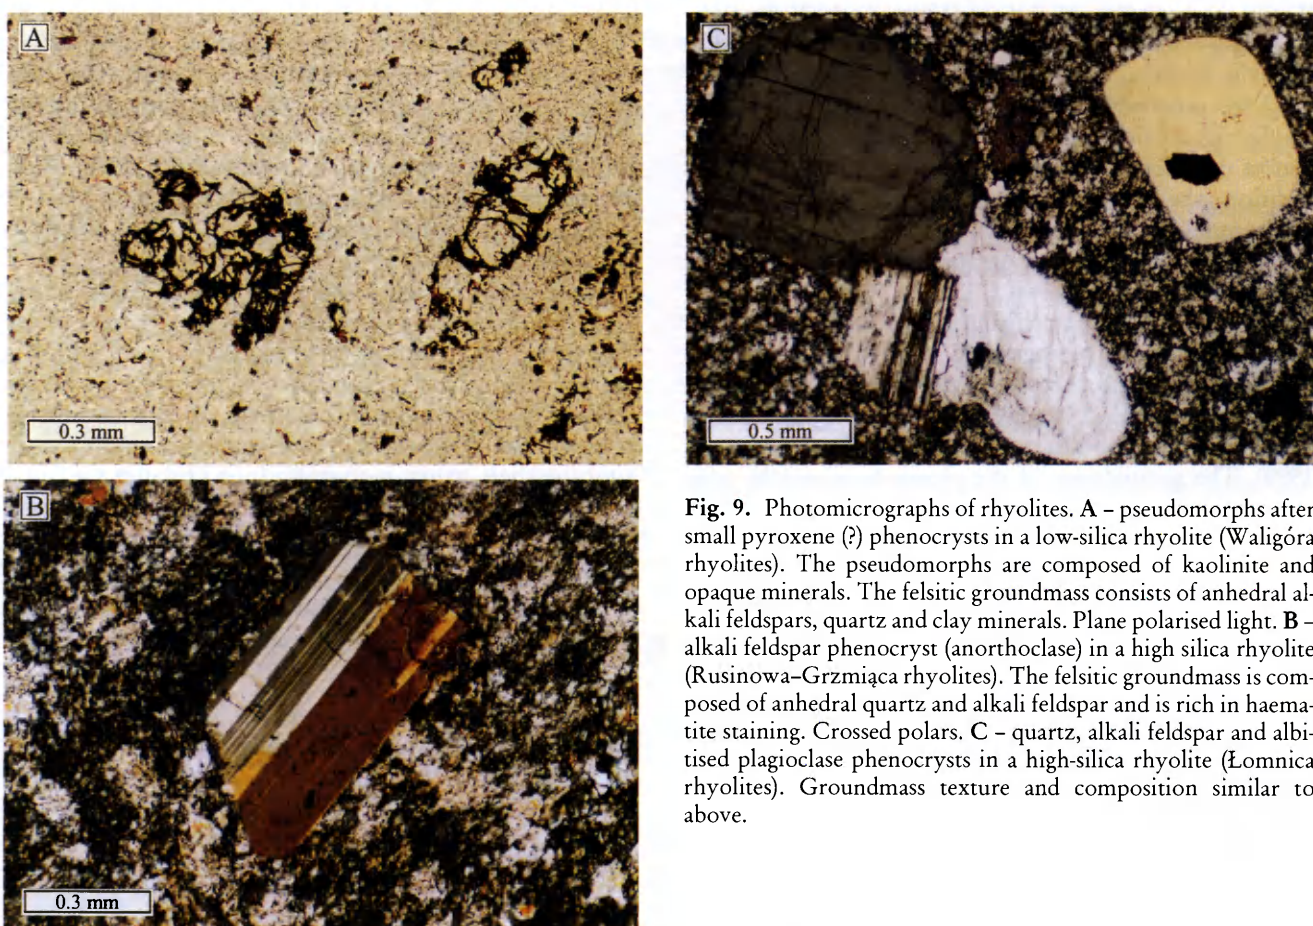 A
0.3 mm
C
0.5 mm
B
0.3 mm
Fig. 9. Photomicrographs of rhyolites. A – pseudomorphs after
small pyroxene (?) phenocrysts in a low-silica rhyolite (Waligóra
rhyolites). The pseudomorphs are composed of kaolinite and
opaque minerals. The felsitic groundmass consists of anhedral al-
kali feldspars, quartz and clay minerals. Plane polarised light. B –
alkali feldspar phenocryst (anorthoclase) in a high silica rhyolite
(Rusinowa–Grzmiąca rhyolites). The felsitic groundmass is com-
posed of anhedral quartz and alkali feldspar and is rich in haema-
tite staining. Crossed polars. C – quartz, alkali feldspar and albi-
tised plagioclase phenocrysts in a high-silica rhyolite (Łomnica
rhyolites). Groundmass texture and composition similar to
above.